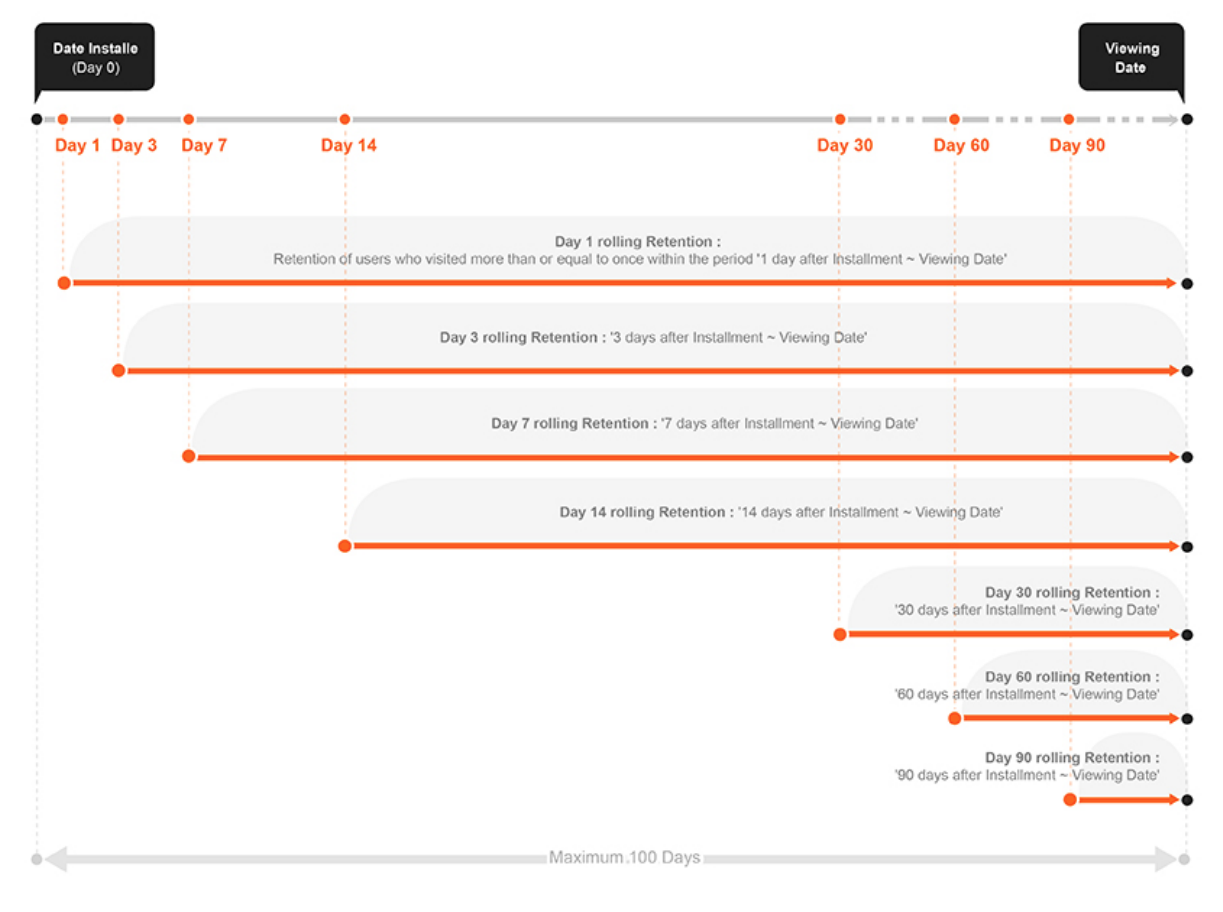 Date Installe
(Day 0)
Viewing
Date
Day 1 Day 3 Day 7 Day 14 Day 30 Day 60 Day 90
Day 1 rolling Retention :
Retention of users who visited more than or equal to once within the period '1 day after Installment ~ Viewing Date'
Day 3 rolling Retention : '3 days after Installment ~ Viewing Date'
Day 7 rolling Retention : '7 days after Installment ~ Viewing Date'
Day 14 rolling Retention : '14 days after Installment ~ Viewing Date'
Day 30 rolling Retention :
'30 days after Installment ~ Viewing Date'
Day 60 rolling Retention :
'60 days after Installment ~ Viewing Date'
Day 90 rolling Retention :
'90 days after Installment ~ Viewing Date'
Maximum.100 Days